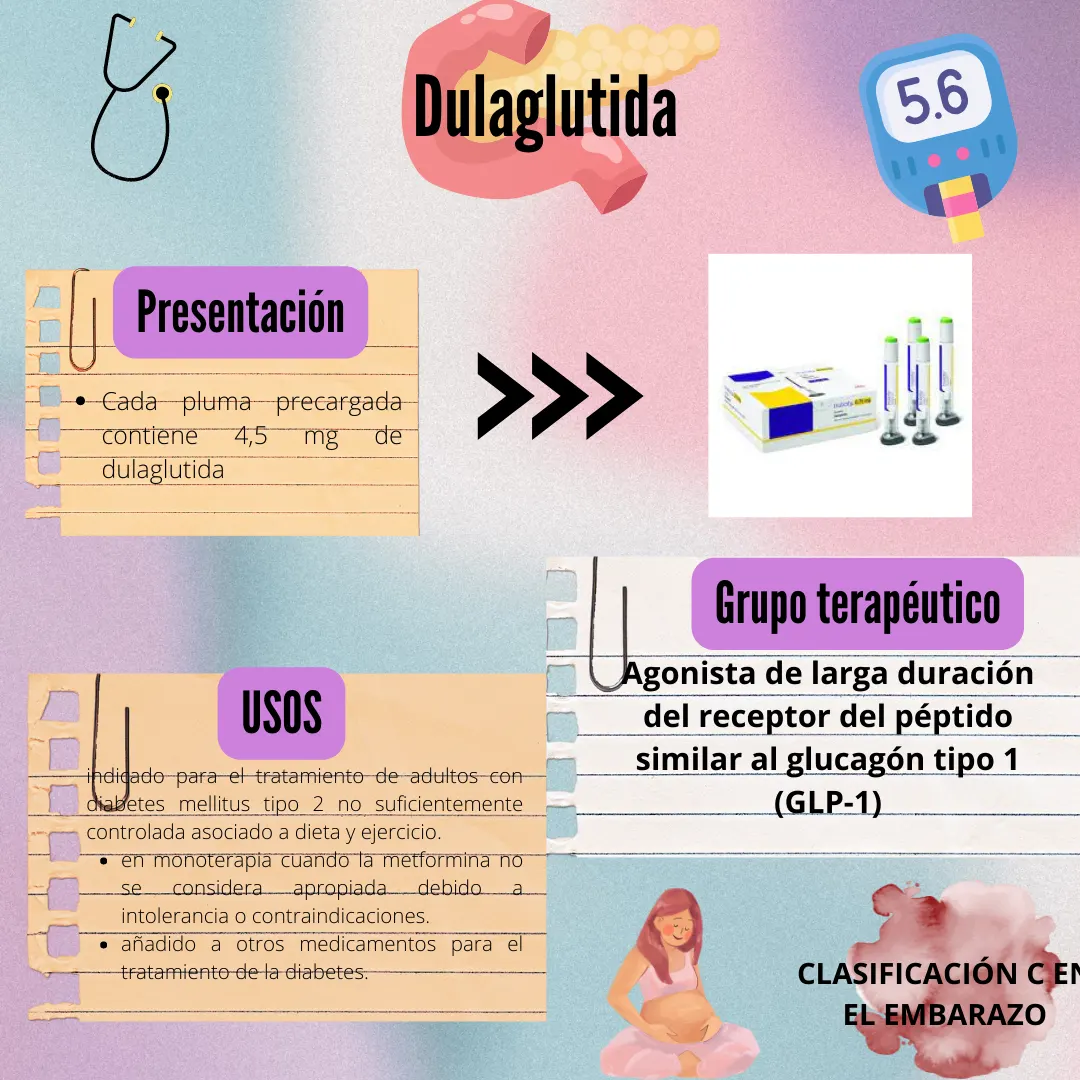 Dulaglutida
5.6
Presentación
Cada pluma precargada
contiene 4,5 mg de
dulaglutida
Grupo terapéutico
Agonista de larga duración
del receptor del péptido
similar al glucagón tipo 1
(GLP-1)
USOS
indicado para el tratamiento de adultos con
diabetes mellitus tipo 2 no suficientemente
controlada asociado a dieta y ejercicio.
en monoterapia cuando la metformina no
se considera apropiada debido a
intolerancia o contraindicaciones.
añadido a otros medicamentos para el
tratamiento de la diabetes.
CLASIFICACIÓN C EN
EL EMBARAZO